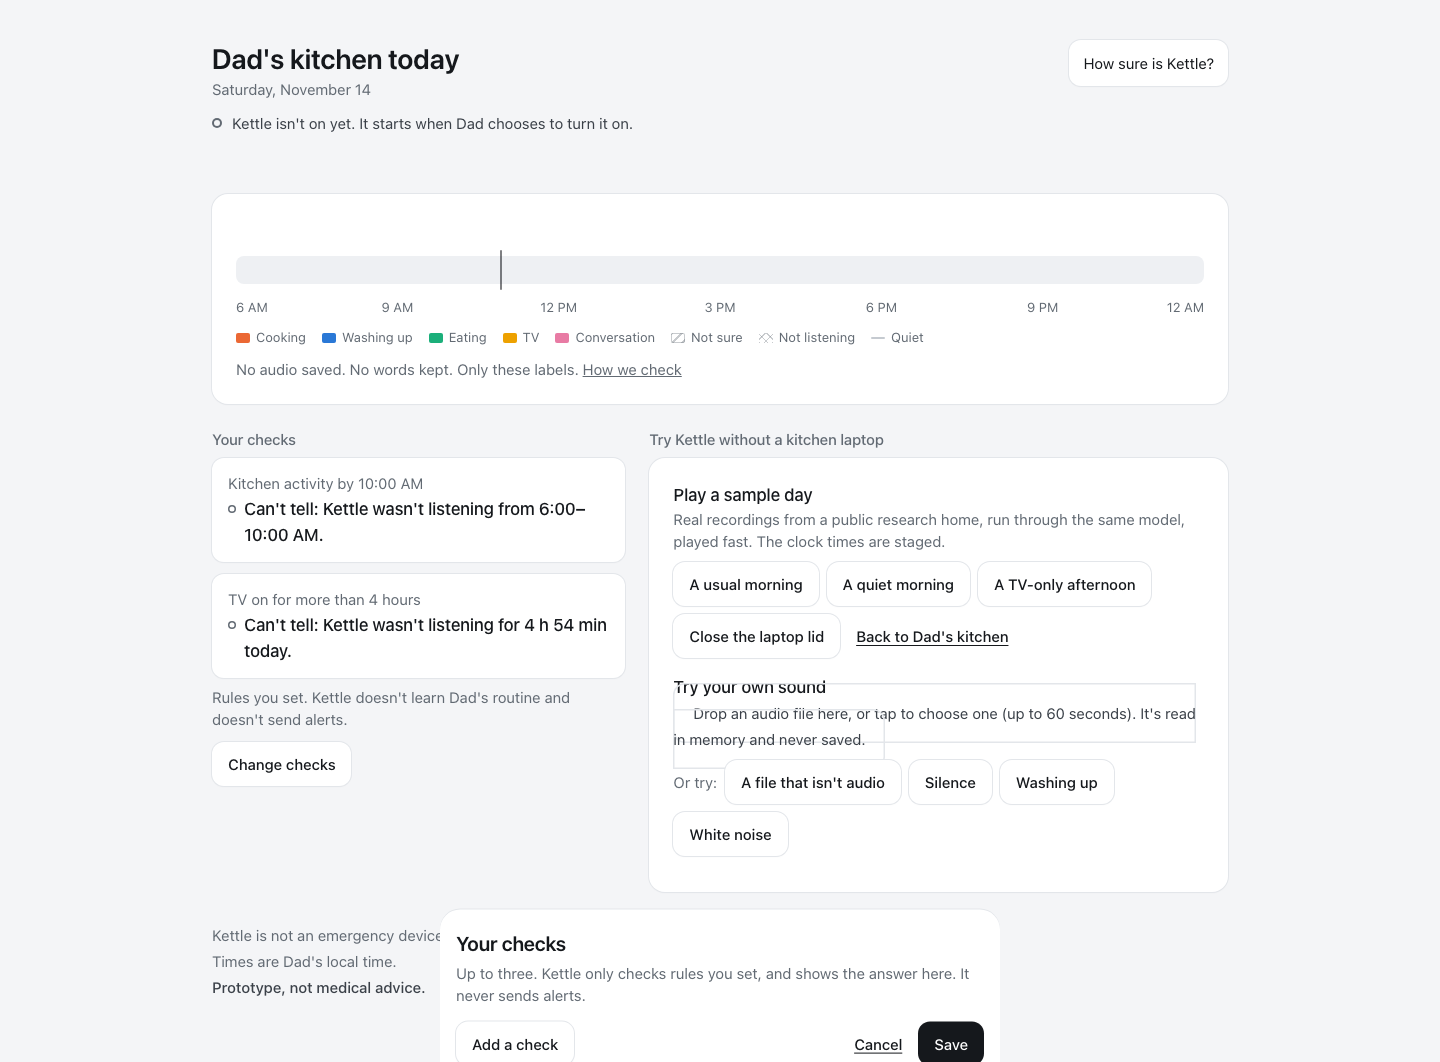 Dad's kitchen today
How sure is Kettle?
Saturday, November 14
Kettle isn't on yet. It starts when Dad chooses to turn it on.
6 AM 9 AM 12 PM 3 PM 6 PM 9 PM 12 AM
Cooking Washing up Eating TV Conversation Not sure Not listening Quiet
No audio saved. No words kept. Only these labels. How we check
Your checks
Kitchen activity by 10:00 AM
Can't tell: Kettle wasn't listening from 6:00–
10:00 AM.
TV on for more than 4 hours
Can't tell: Kettle wasn't listening for 4 h 54 min
today.
Rules you set. Kettle doesn't learn Dad's routine and
doesn't send alerts.
Change checks
Try Kettle without a kitchen laptop
Play a sample day
Real recordings from a public research home, run through the same model,
played fast. The clock times are staged.
A usual morning A quiet morning A TV-only afternoon
Close the laptop lid Back to Dad's kitchen
Try your own sound
Drop an audio file here, or tap to choose one (up to 60 seconds). It's read
in memory and never saved.
Or try: A file that isn't audio Silence Washing up
White noise
Kettle is not an emergency device
Times are Dad's local time.
Prototype, not medical advice.
Your checks
Up to three. Kettle only checks rules you set, and shows the answer here. It
never sends alerts.
Add a check Cancel Save